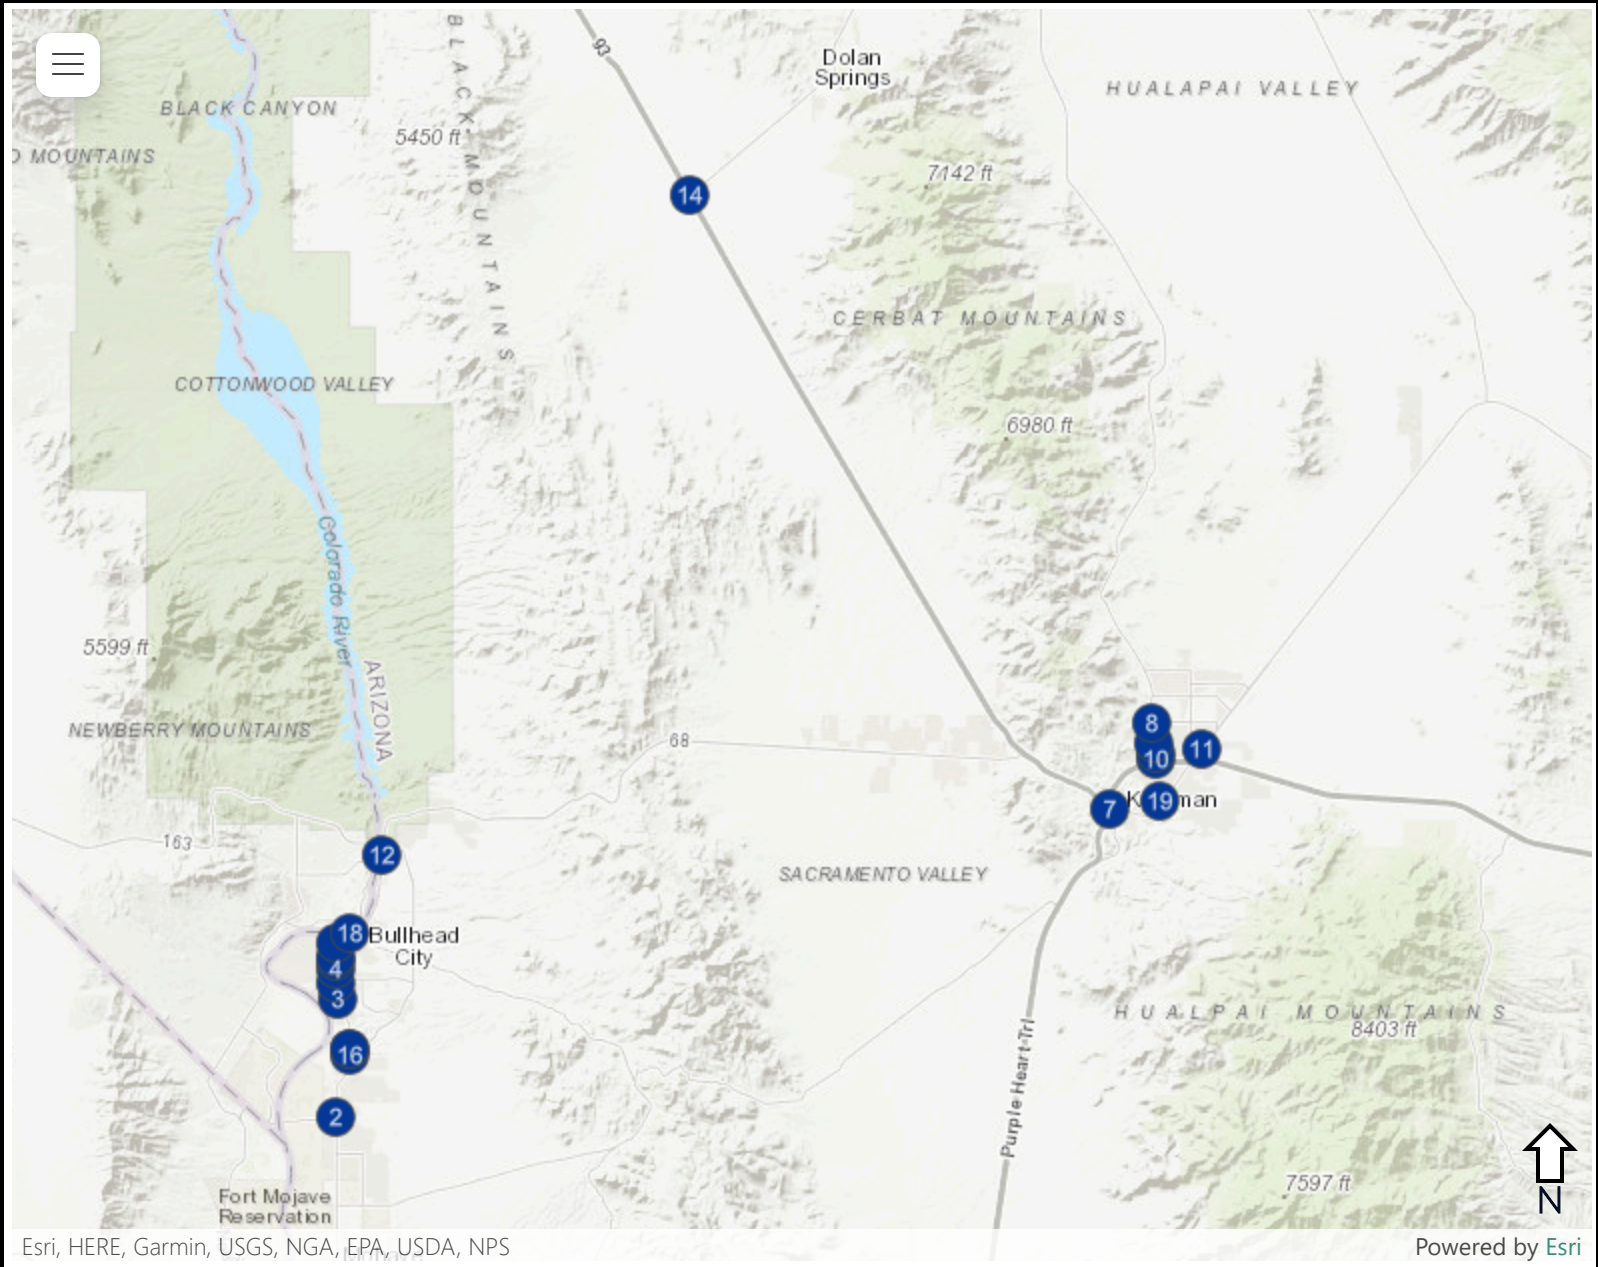 93
Dolan
Springs
HUALAPAI VALLEY
BLACK CANYON
5450 ft
BLACK MOUNTAINS
MOUNTAINS
7142 ft
14
CERBAT MOUNTAINS
COTTONWOOD VALLEY
6980 ft
Colorado River
5599 ft
ARIZONA
NEWBERRY MOUNTAINS
68
8
10
11
7
19
163
12
SACRAMENTO VALLEY
18
Bullhead
City
4
3
HUALPAI MOUNTAINS
8403 ft
16
Purple Heart Trl
2
7597 ft
Fort Mojave
Reservation
N
Esri, HERE, Garmin, USGS, NGA, EPA, USDA, NPS
Powered by Esri